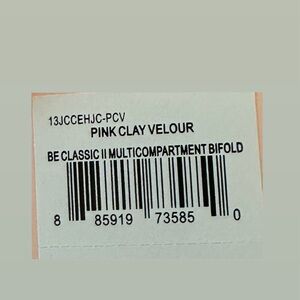 13JCCEHJC-PCV
PINK CLAY VELOUR
BE CLASSIC II MULTICOMPARTMENT BIFOLD
8 85919 73585 0